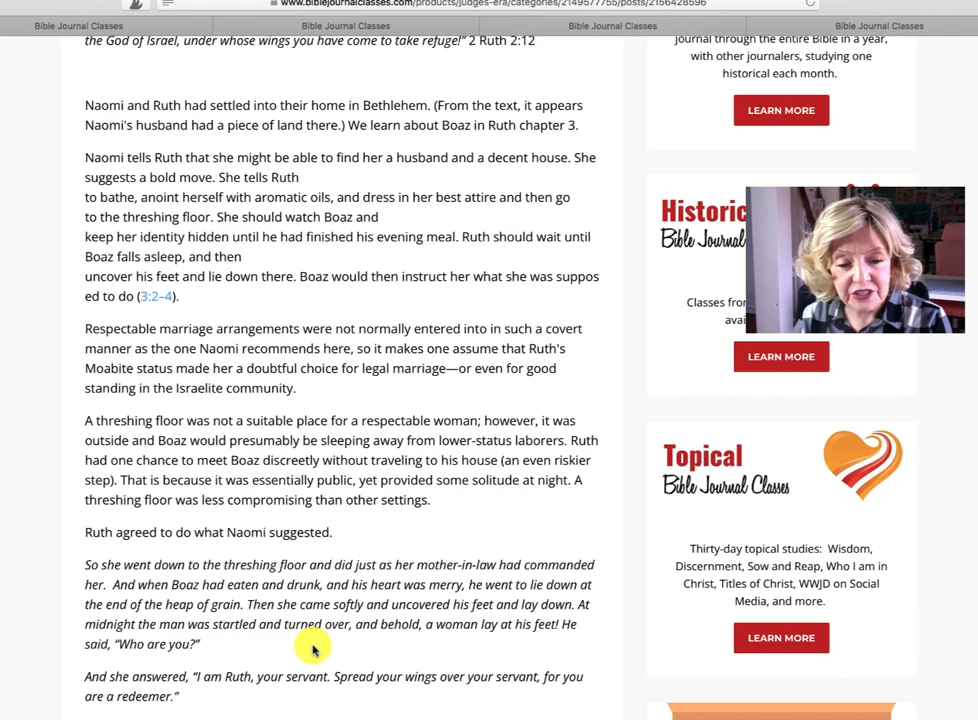 www.biblejournalclasses.com/products/judges-era/categories/2149577755/posts/2156428596
Bible Journal Classes
Bible Journal Classes
Bible Journal Classes
Bible Journal Classes
the God of Israel, under whose wings you have come to take refuge!” 2 Ruth 2:12
Naomi and Ruth had settled into their home in Bethlehem. (From the text, it appears
Naomi's husband had a piece of land there.) We learn about Boaz in Ruth chapter 3.
Naomi tells Ruth that she might be able to find her a husband and a decent house. She
suggests a bold move. She tells Ruth
to bathe, anoint herself with aromatic oils, and dress in her best attire and then go
to the threshing floor. She should watch Boaz and
keep her identity hidden until he had finished his evening meal. Ruth should wait until
Boaz falls asleep, and then
uncover his feet and lie down there. Boaz would then instruct her what she was suppos
ed to do (3:2–4).
Respectable marriage arrangements were not normally entered into in such a covert
manner as the one Naomi recommends here, so it makes one assume that Ruth's
Moabite status made her a doubtful choice for legal marriage—or even for good
standing in the Israelite community.
A threshing floor was not a suitable place for a respectable woman; however, it was
outside and Boaz would presumably be sleeping away from lower-status laborers. Ruth
had one chance to meet Boaz discreetly without traveling to his house (an even riskier
step). That is because it was essentially public, yet provided some solitude at night. A
threshing floor was less compromising than other settings.
Ruth agreed to do what Naomi suggested.
So she went down to the threshing floor and did just as her mother-in-law had commanded
her.  And when Boaz had eaten and drunk, and his heart was merry, he went to lie down at
the end of the heap of grain. Then she came softly and uncovered his feet and lay down. At
midnight the man was startled and turned over, and behold, a woman lay at his feet! He
said, “Who are you?”
And she answered, “I am Ruth, your servant. Spread your wings over your servant, for you
are a redeemer.”
journal through the entire Bible in a year,
with other journalers, studying one
historical each month.
LEARN MORE
Bible Journal
LEARN MORE
Topical
Bible Journal Classes
Thirty-day topical studies:  Wisdom,
Discernment, Sow and Reap, Who I am in
Christ, Titles of Christ, WWJD on Social
Media, and more.
LEARN MORE